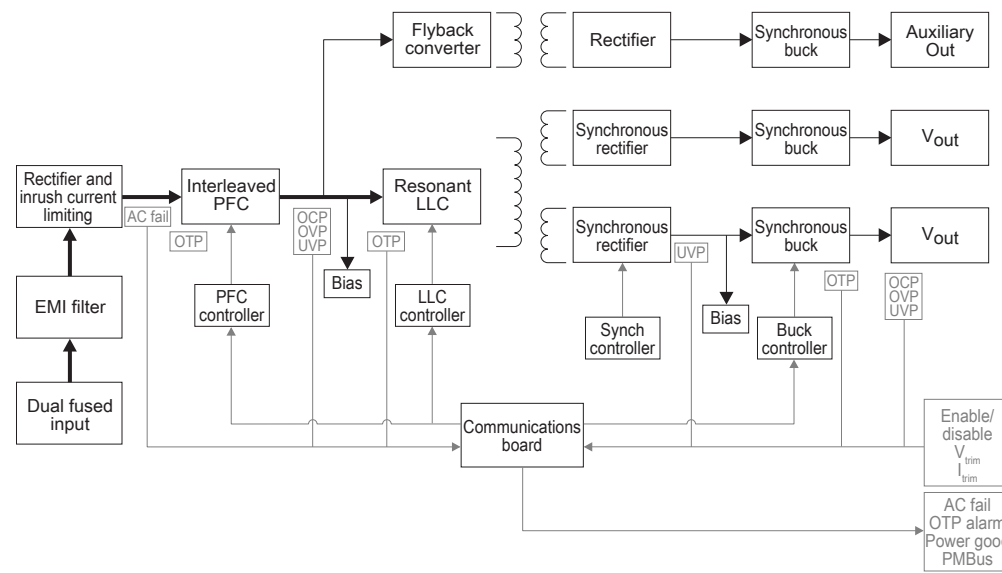 Flyback
converter
Rectifier
Synchronous
buck
Auxiliary
Out
Synchronous
rectifier
Synchronous
buck
Vout
Rectifier and
inrush current
limiting
Interleaved
PFC
Resonant
LLC
AC fail
OTP
OCP
OVP
UVP
OTP
Bias
Synchronous
rectifier
Synchronous
buck
Vout
UVP
OTP
OCP
OVP
UVP
EMI filter
PFC
controller
LLC
controller
Synch
controller
Bias
Buck
controller
Dual fused
input
Communications
board
Enable/
disable
Vtrim
Itrim
AC fail
OTP alarm
Power good
PMBus